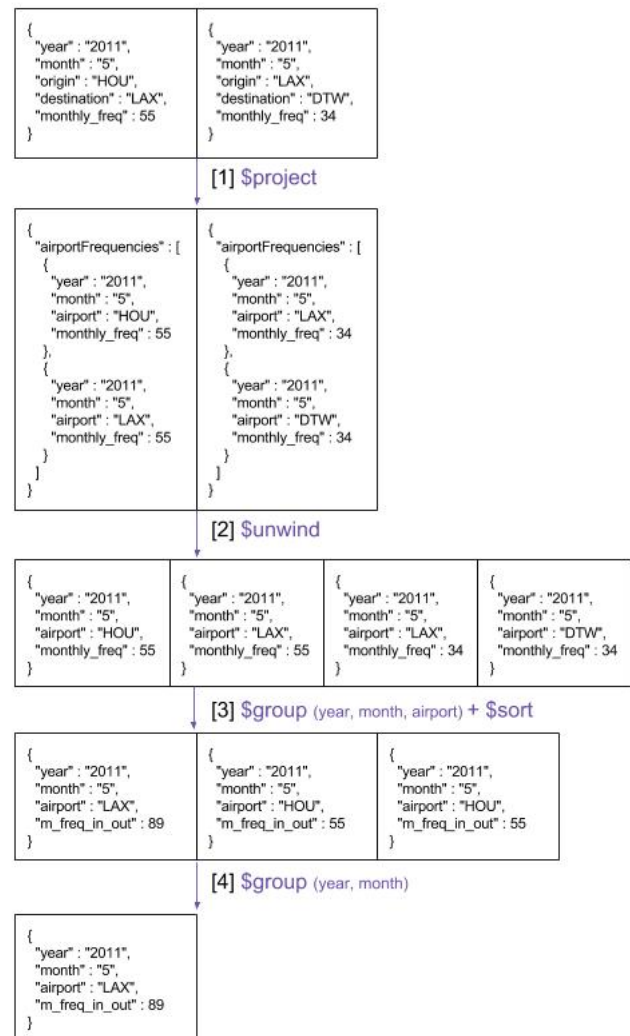 {
"year" : "2011",
"month" : "5",
"origin" : "HOU",
"destination" : "LAX",
"monthly_freq" : 55
}
{
"year" : "2011",
"month" : "5",
"origin" : "LAX",
"destination" : "DTW",
"monthly_freq" : 34
}
[1] $project
{
"airportFrequencies" : [
{
"year" : "2011",
"month" : "5",
"airport" : "HOU",
"monthly_freq" : 55
},
{
"year" : "2011",
"month" : "5",
"airport" : "LAX",
"monthly_freq" : 55
}
]
}
{
"airportFrequencies" : [
{
"year" : "2011",
"month" : "5",
"airport" : "LAX",
"monthly_freq" : 34
},
{
"year" : "2011",
"month" : "5",
"airport" : "DTW",
"monthly_freq" : 34
}
]
}
[2] $unwind
{
"year" : "2011",
"month" : "5",
"airport" : "HOU",
"monthly_freq" : 55
}
{
"year" : "2011",
"month" : "5",
"airport" : "LAX",
"monthly_freq" : 55
}
{
"year" : "2011",
"month" : "5",
"airport" : "LAX",
"monthly_freq" : 34
}
{
"year" : "2011",
"month" : "5",
"airport" : "DTW",
"monthly_freq" : 34
}
[3] $group (year, month, airport) + $sort
{
"year" : "2011",
"month" : "5",
"airport" : "LAX",
"m_freq_in_out" : 89
}
{
"year" : "2011",
"month" : "5",
"airport" : "HOU",
"m_freq_in_out" : 55
}
{
"year" : "2011",
"month" : "5",
"airport" : "HOU",
"m_freq_in_out" : 55
}
[4] $group (year, month)
{
"year" : "2011",
"month" : "5",
"airport" : "LAX",
"m_freq_in_out" : 89
}